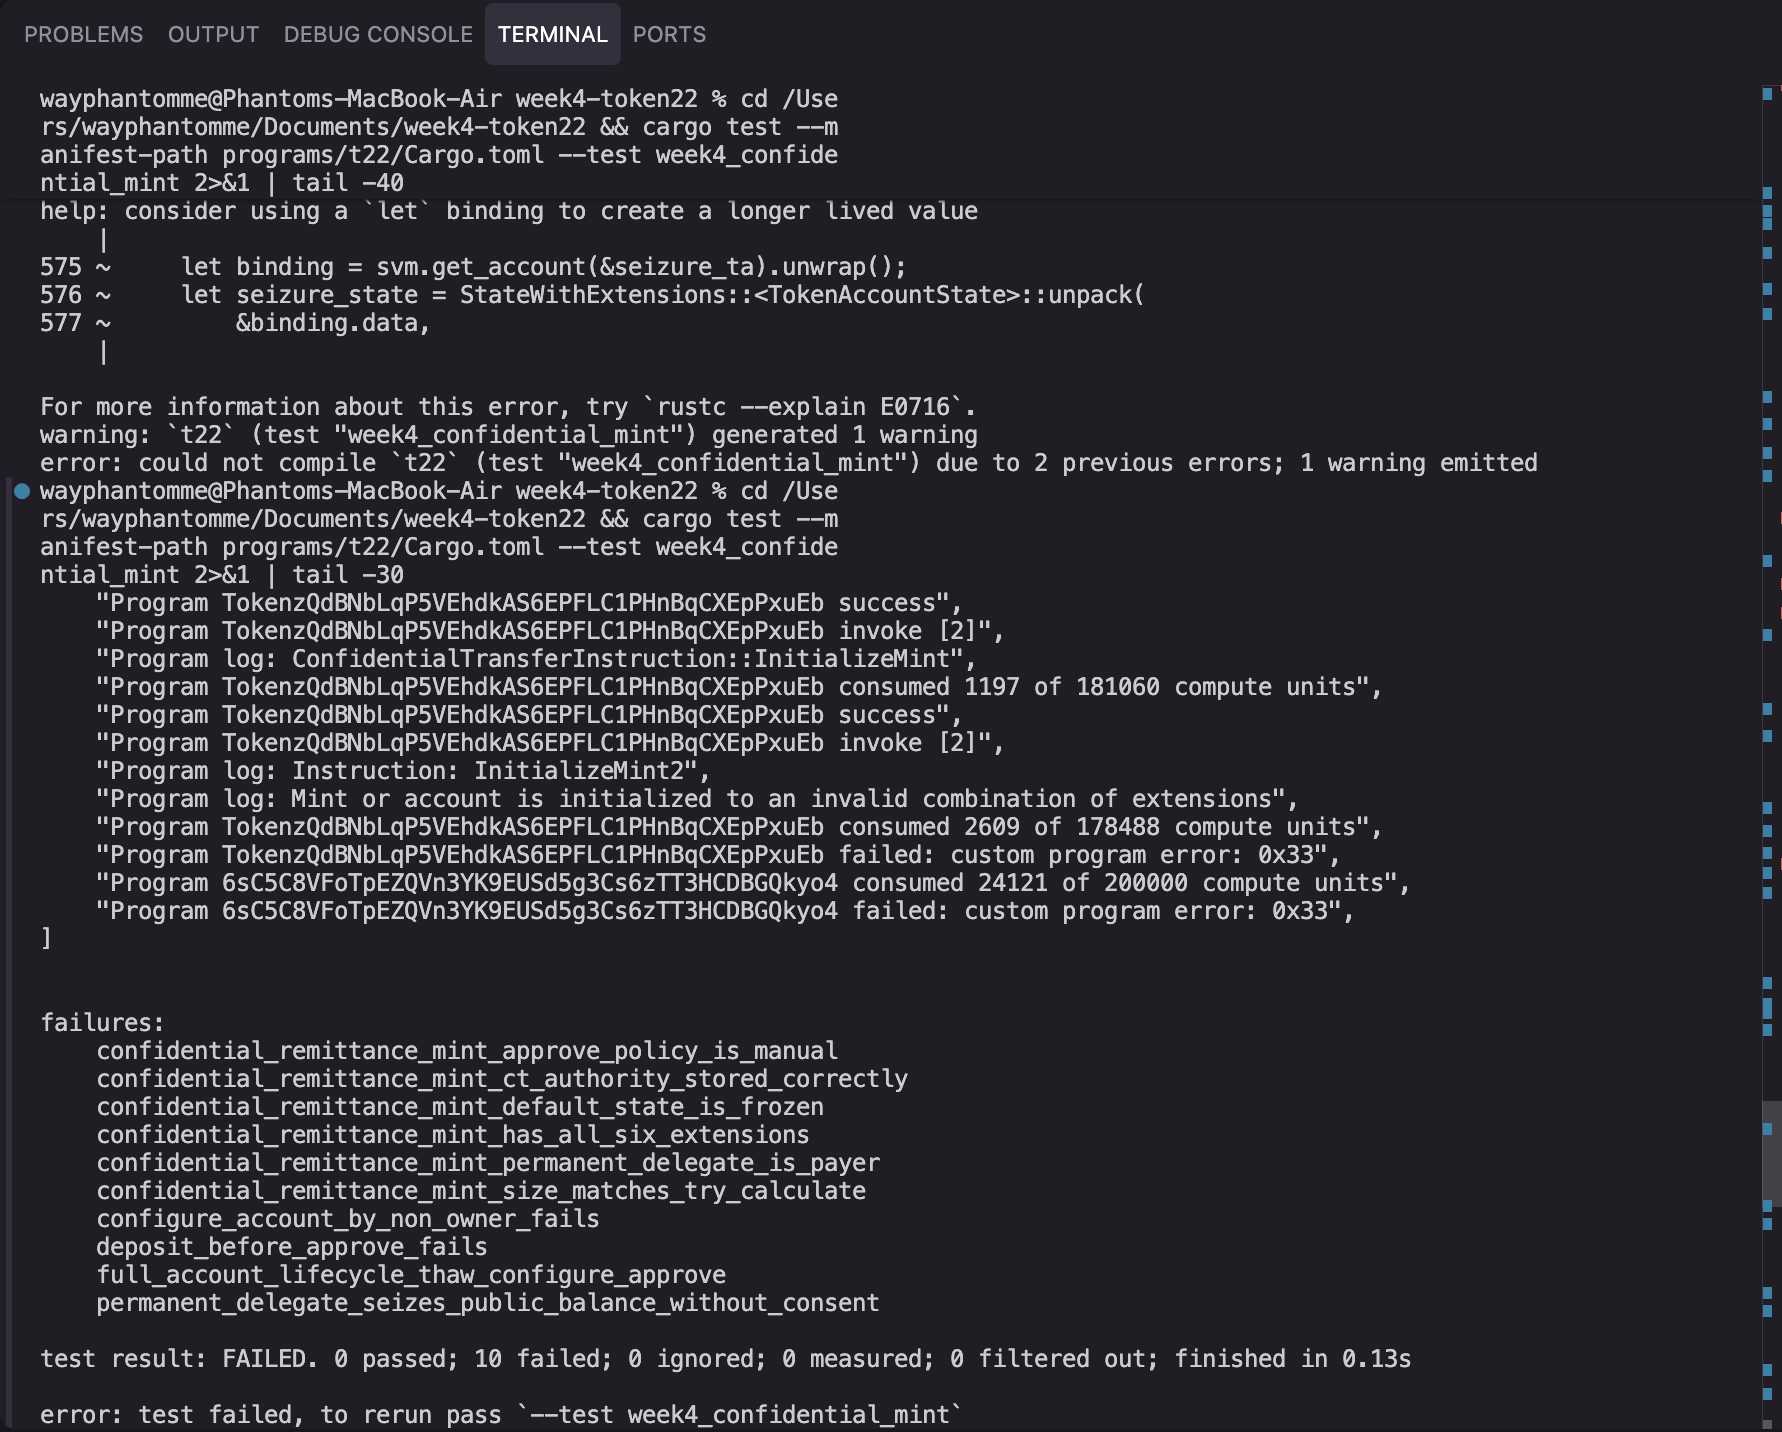 PROBLEMS OUTPUT DEBUG CONSOLE TERMINAL PORTS
wayphantomme@Phantoms-MacBook-Air week4-token22 % cd /Use
rs/wayphantomme/Documents/week4-token22 && cargo test --m
anifest-path programs/t22/Cargo.toml --test week4_confide
ntial_mint 2>&1 | tail -40
help: consider using a `let` binding to create a longer lived value
    |
575 ~     let binding = svm.get_account(&seizure_ta).unwrap();
576 ~     let seizure_state = StateWithExtensions::<TokenAccountState>::unpack(
577 ~         &binding.data,
    |
For more information about this error, try `rustc --explain E0716`.
warning: `t22` (test "week4_confidential_mint") generated 1 warning
error: could not compile `t22` (test "week4_confidential_mint") due to 2 previous errors; 1 warning emitted
wayphantomme@Phantoms-MacBook-Air week4-token22 % cd /Use
rs/wayphantomme/Documents/week4-token22 && cargo test --m
anifest-path programs/t22/Cargo.toml --test week4_confide
ntial_mint 2>&1 | tail -30
    "Program TokenzQdBNbLqP5VEhdkAS6EPFLC1PHnBqCXEpPxuEb success",
    "Program TokenzQdBNbLqP5VEhdkAS6EPFLC1PHnBqCXEpPxuEb invoke [2]",
    "Program log: ConfidentialTransferInstruction::InitializeMint",
    "Program TokenzQdBNbLqP5VEhdkAS6EPFLC1PHnBqCXEpPxuEb consumed 1197 of 181060 compute units",
    "Program TokenzQdBNbLqP5VEhdkAS6EPFLC1PHnBqCXEpPxuEb success",
    "Program TokenzQdBNbLqP5VEhdkAS6EPFLC1PHnBqCXEpPxuEb invoke [2]",
    "Program log: Instruction: InitializeMint2",
    "Program log: Mint or account is initialized to an invalid combination of extensions",
    "Program TokenzQdBNbLqP5VEhdkAS6EPFLC1PHnBqCXEpPxuEb consumed 2609 of 178488 compute units",
    "Program TokenzQdBNbLqP5VEhdkAS6EPFLC1PHnBqCXEpPxuEb failed: custom program error: 0x33",
    "Program 6sC5C8VFoTpEZQVn3YK9EUSd5g3Cs6zTT3HCDBGQkyo4 consumed 24121 of 200000 compute units",
    "Program 6sC5C8VFoTpEZQVn3YK9EUSd5g3Cs6zTT3HCDBGQkyo4 failed: custom program error: 0x33",
]
failures:
    confidential_remittance_mint_approve_policy_is_manual
    confidential_remittance_mint_ct_authority_stored_correctly
    confidential_remittance_mint_default_state_is_frozen
    confidential_remittance_mint_has_all_six_extensions
    confidential_remittance_mint_permanent_delegate_is_payer
    confidential_remittance_mint_size_matches_try_calculate
    configure_account_by_non_owner_fails
    deposit_before_approve_fails
    full_account_lifecycle_thaw_configure_approve
    permanent_delegate_seizes_public_balance_without_consent
test result: FAILED. 0 passed; 10 failed; 0 ignored; 0 measured; 0 filtered out; finished in 0.13s
error: test failed, to rerun pass `--test week4_confidential_mint`